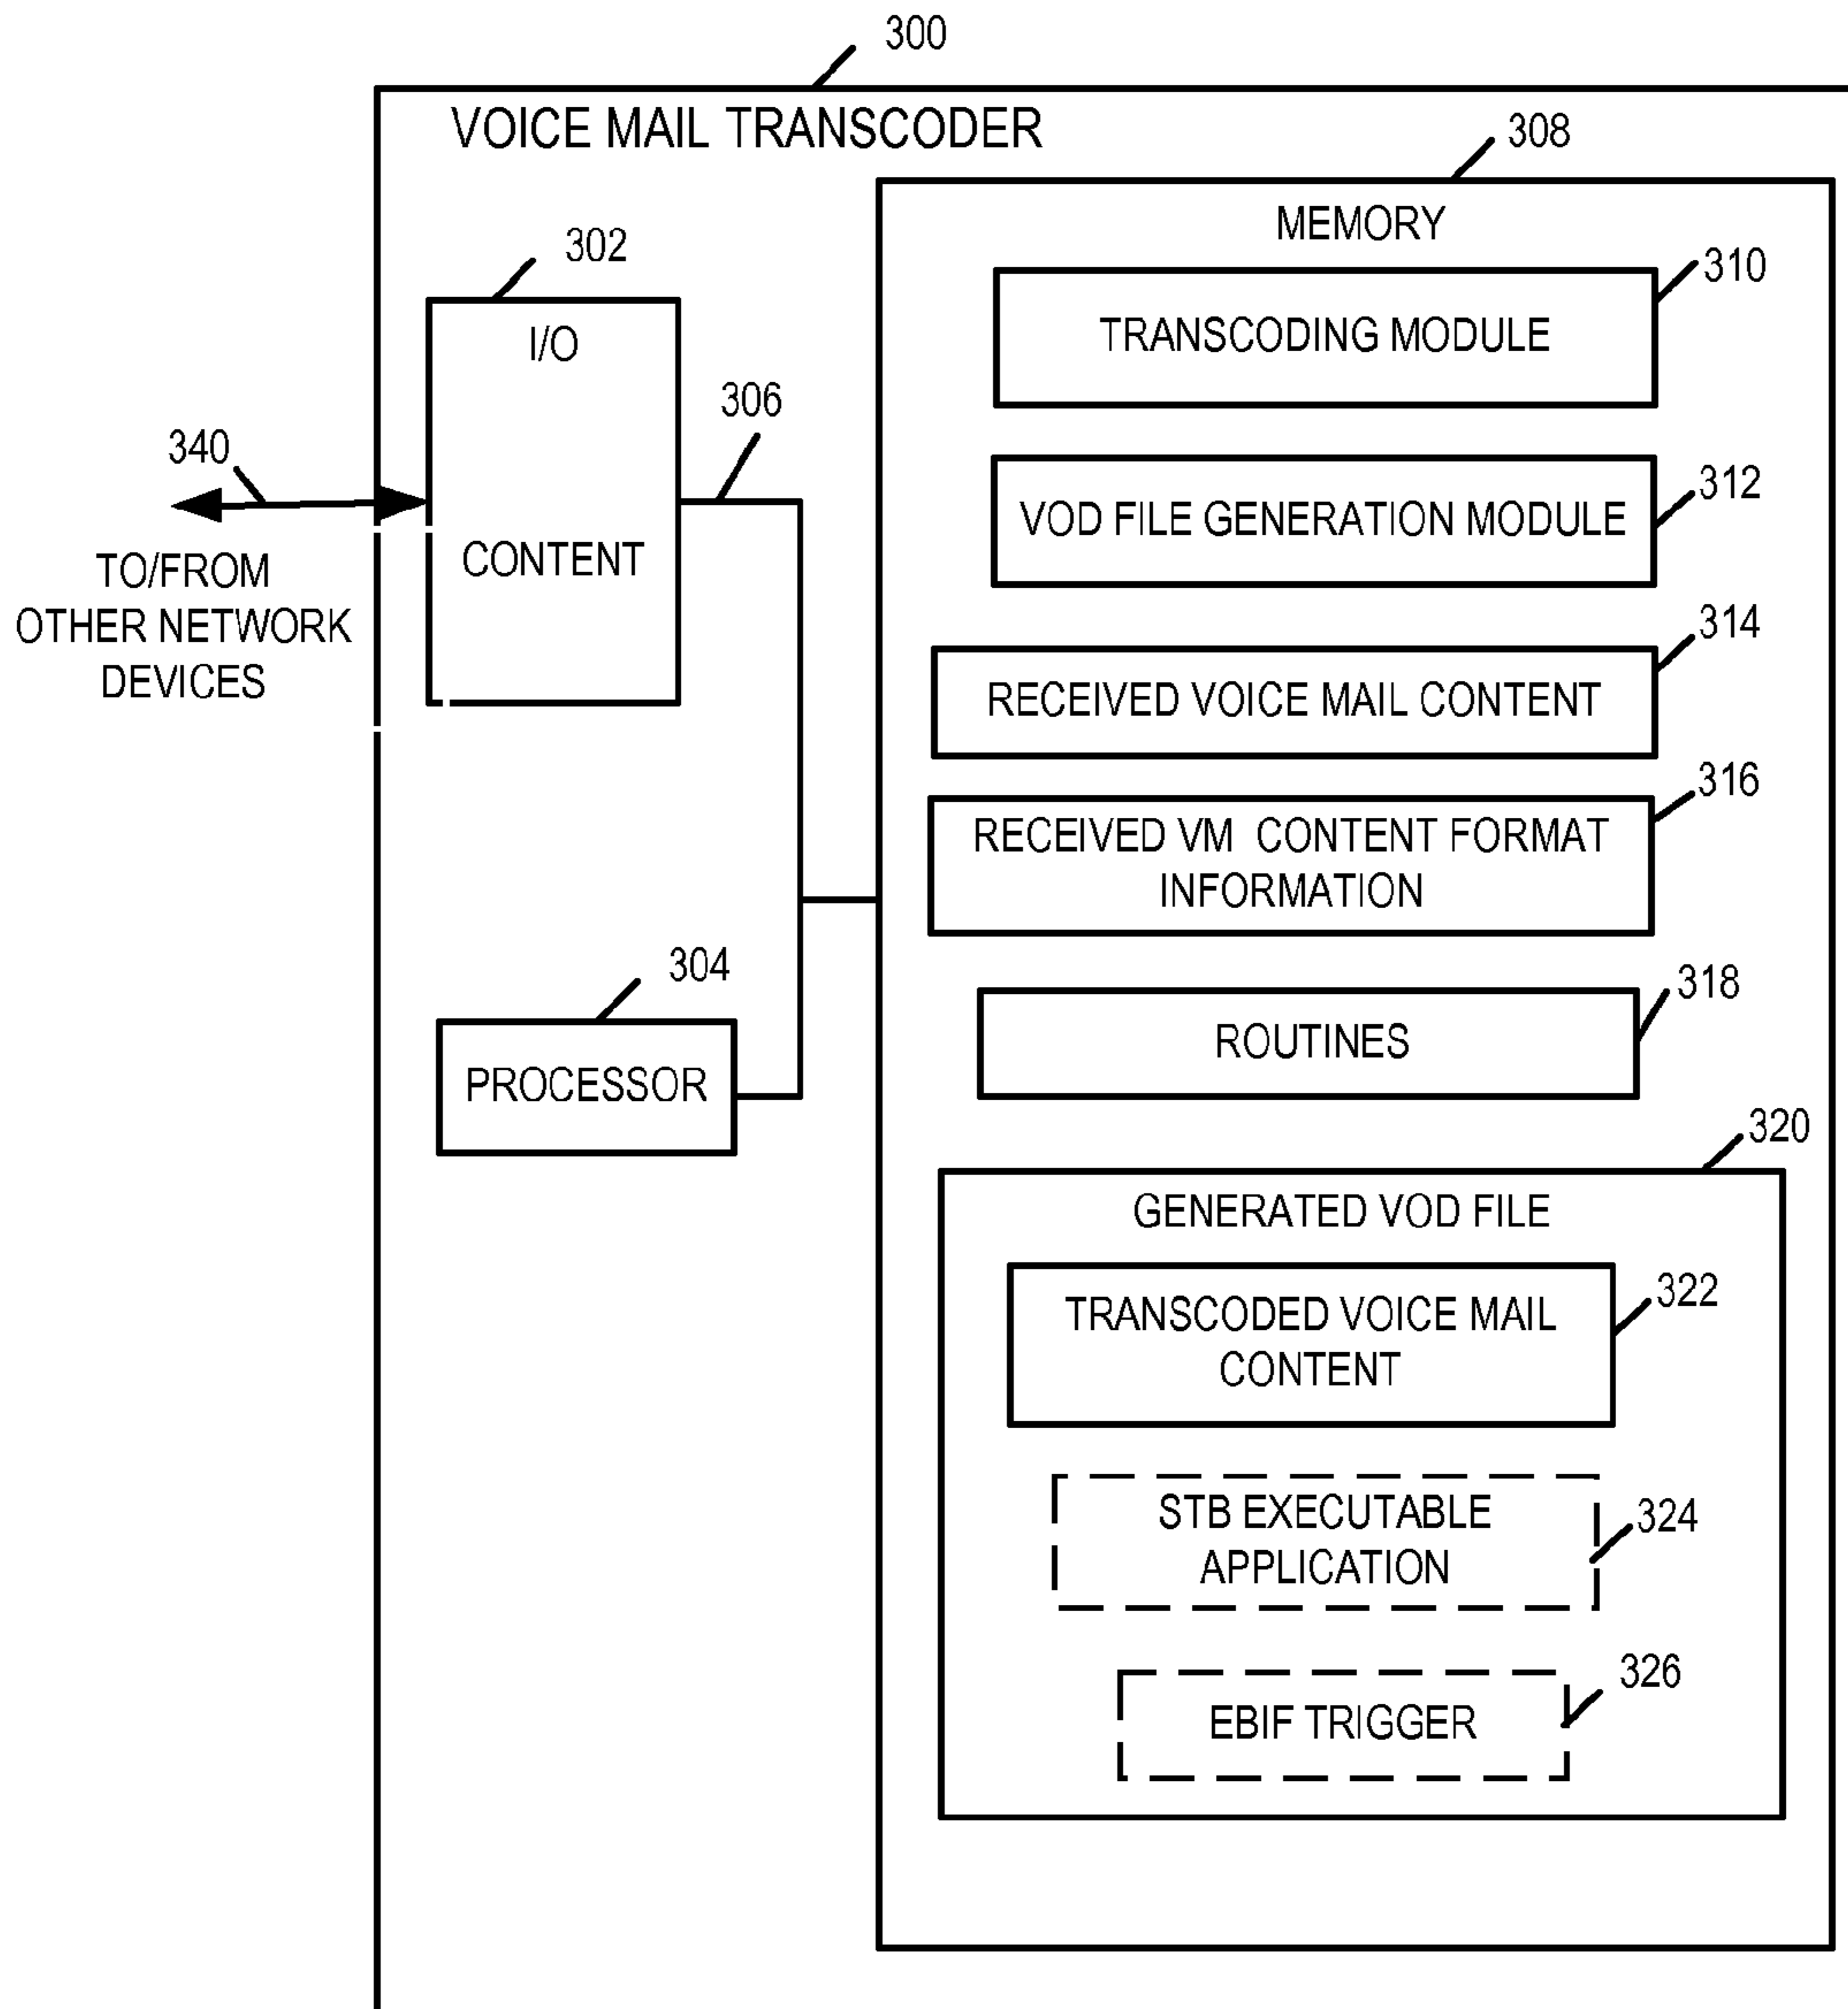 300
VOICE MAIL TRANSCODER
308
MEMORY
302
I/O
CONTENT
310
TRANSCODING MODULE
306
340
TO/FROM
OTHER NETWORK
DEVICES
312
VOD FILE GENERATION MODULE
314
RECEIVED VOICE MAIL CONTENT
316
RECEIVED VM CONTENT FORMAT
INFORMATION
304
PROCESSOR
318
ROUTINES
320
GENERATED VOD FILE
322
TRANSCODED VOICE MAIL
CONTENT
324
STB EXECUTABLE
APPLICATION
326
EBIF TRIGGER